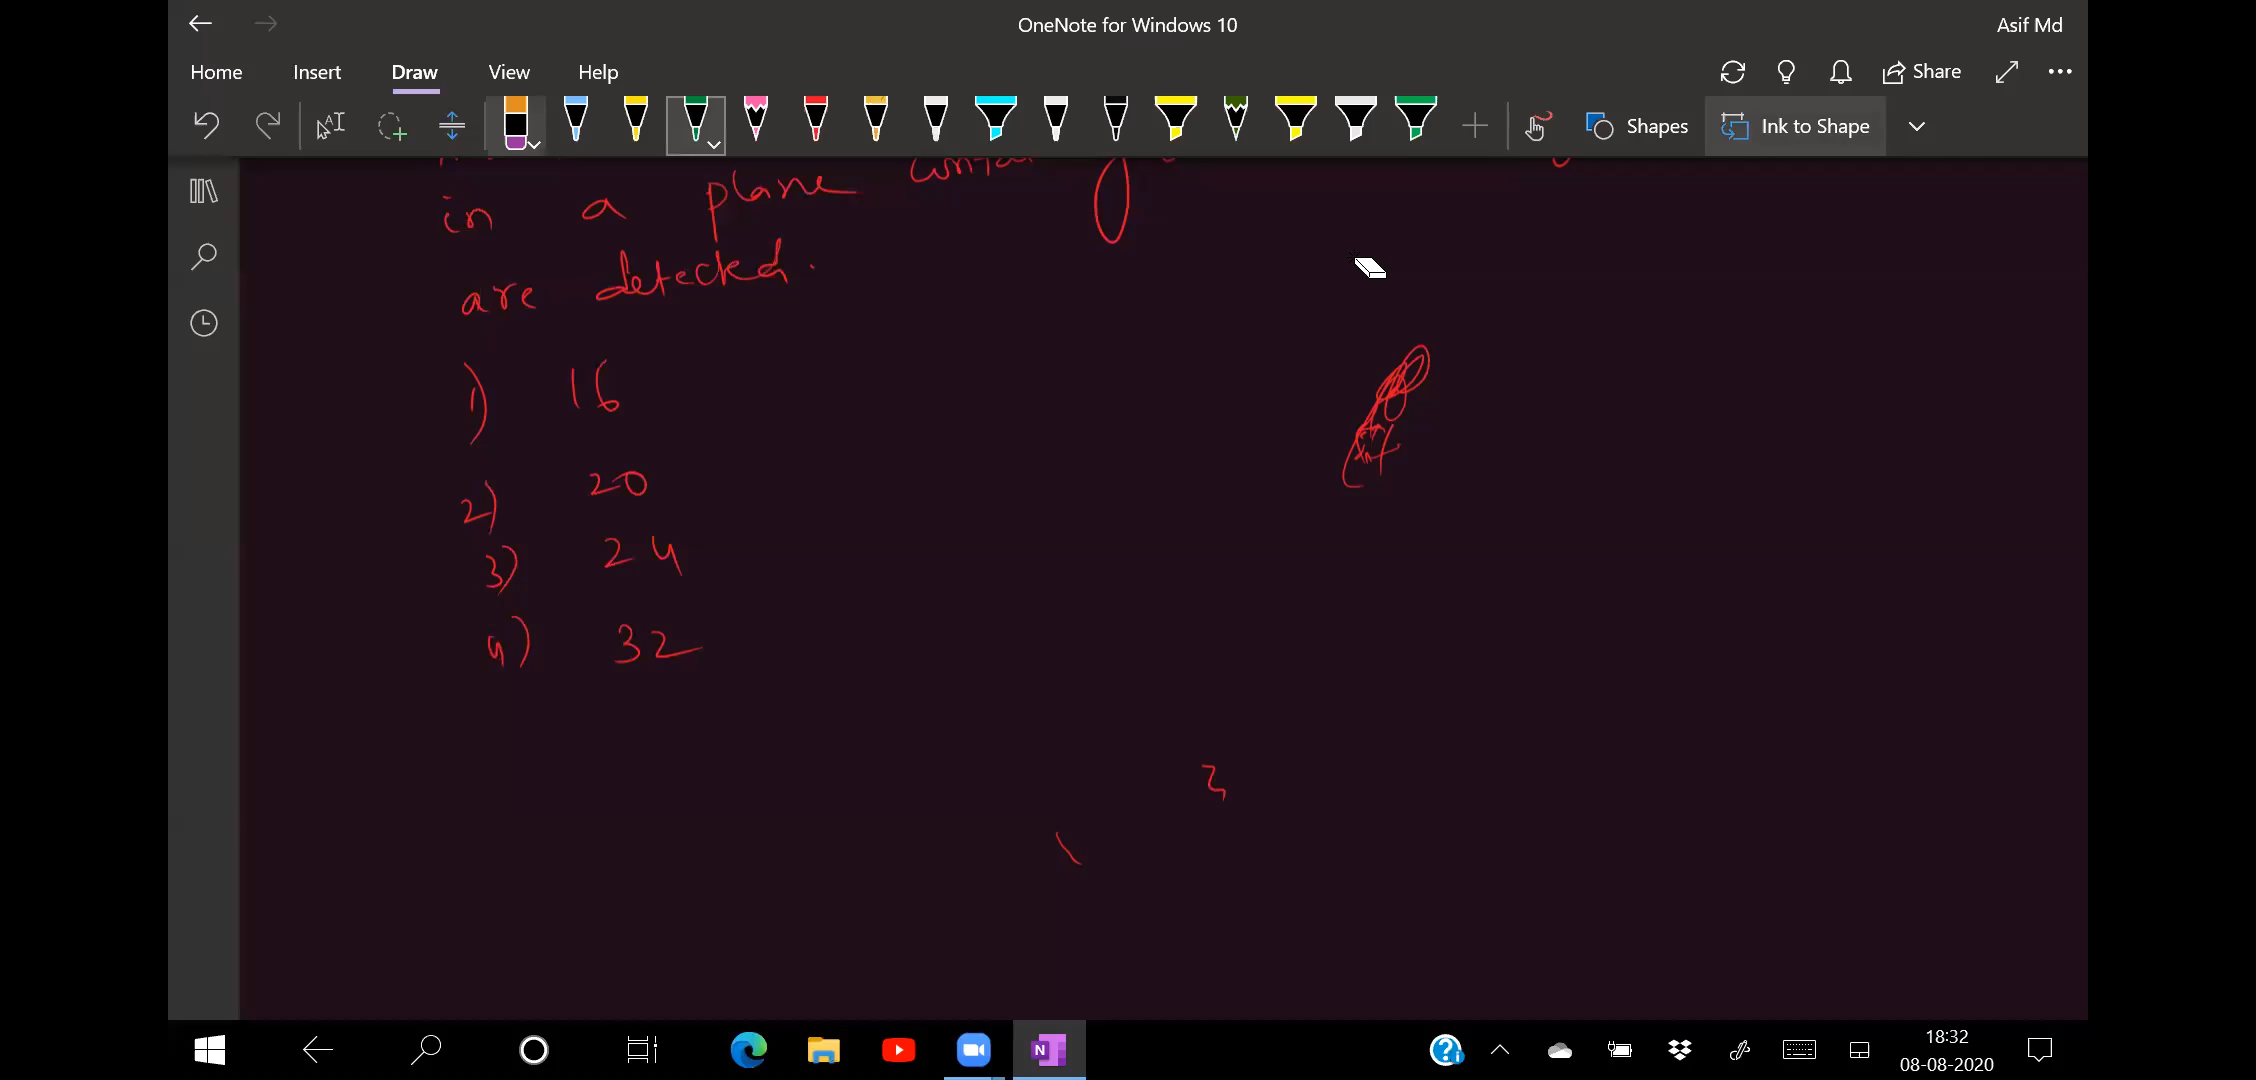 OneNote for Windows 10
Asif Md
Home Insert Draw View Help
Share
Shapes
Ink to Shape
in a plane
are detected.
1) 16
2) 20
3) 24
4) 32
3
18:32
08-08-2020